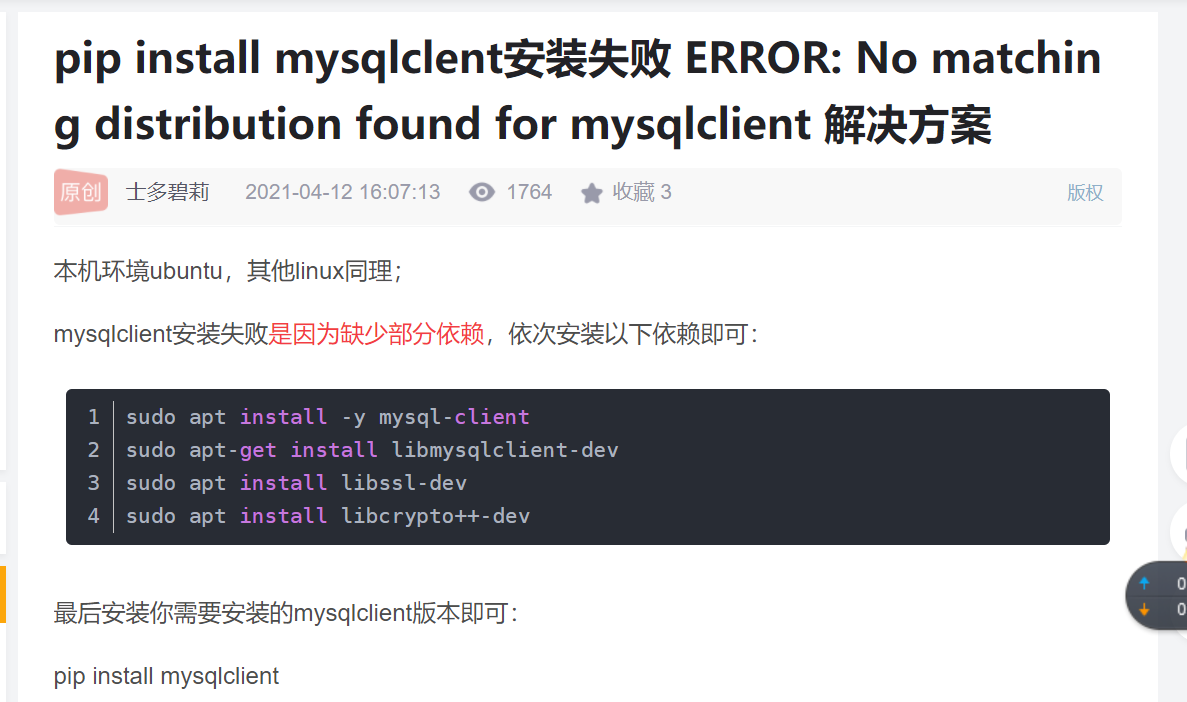 pip install mysqlclent安装失败 ERROR: No matchin
g distribution found for mysqlclient 解决方案
原创 士多碧莉 2021-04-12 16:07:13 1764 收藏 3 版权
本机环境ubuntu，其他linux同理；
mysqlclient安装失败是因为缺少部分依赖，依次安装以下依赖即可：
1 sudo apt install -y mysql-client
2 sudo apt-get install libmysqlclient-dev
3 sudo apt install libssl-dev
4 sudo apt install libcrypto++-dev
0
0
最后安装你需要安装的mysqlclient版本即可：
pip install mysqlclient